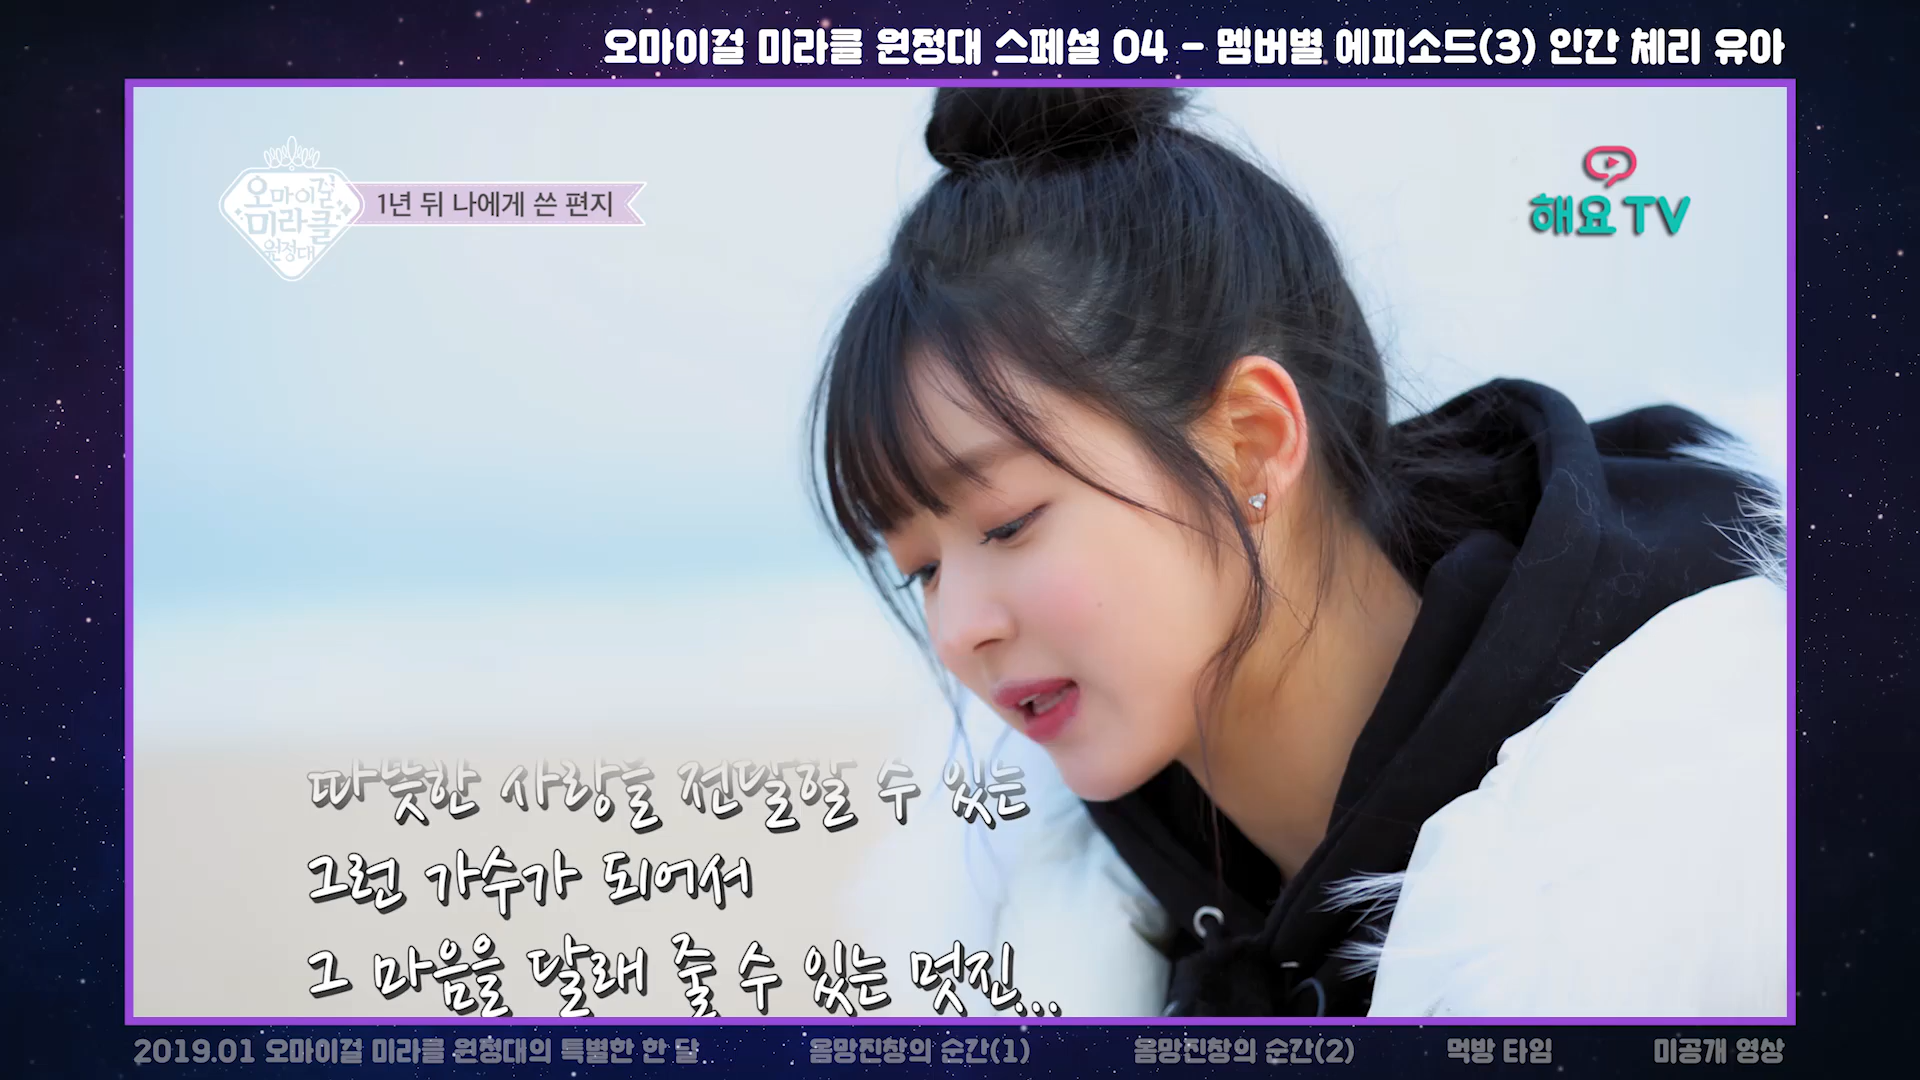 오마이걸 미라클 원정대 스페셜 04 - 멤버별 에피소드(3) 인간 체리 유아
오마이걸
미라클
원정대
1년 뒤 나에게 쓴 편지
해요 TV
따뜻한 사랑을 전달할 수 있는
그런 가수가 되어서
그 마음을 달래 줄 수 있는 멋진...
2019.01 오마이걸 미라클 원정대의 특별한 한 달
옴망진창의 순간(1)
옴망진창의 순간(2)
먹방 타임
미공개 영상